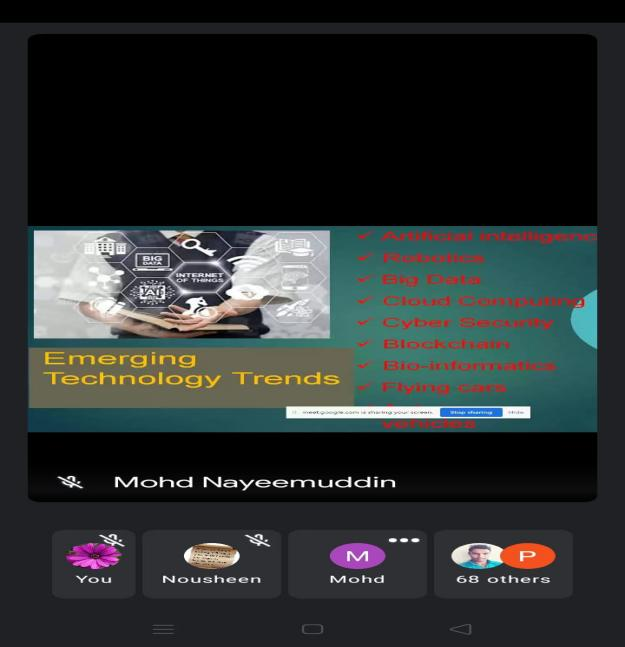 BIG
DATA
INTERNET
OF THINGS
AI
Emerging
Technology Trends
✓ Artificial intelligenc
✓ Robotics
✓ Big Data
✓ Cloud Computing
✓ Cyber Security
✓ Blockchain
✓ Bio-informatics
✓ Flying cars
vehicles
meet.google.com is sharing your screen.
Stop sharing
Hide
Mohd Nayeemuddin
You
Nousheen
M
Mohd
P
68 others